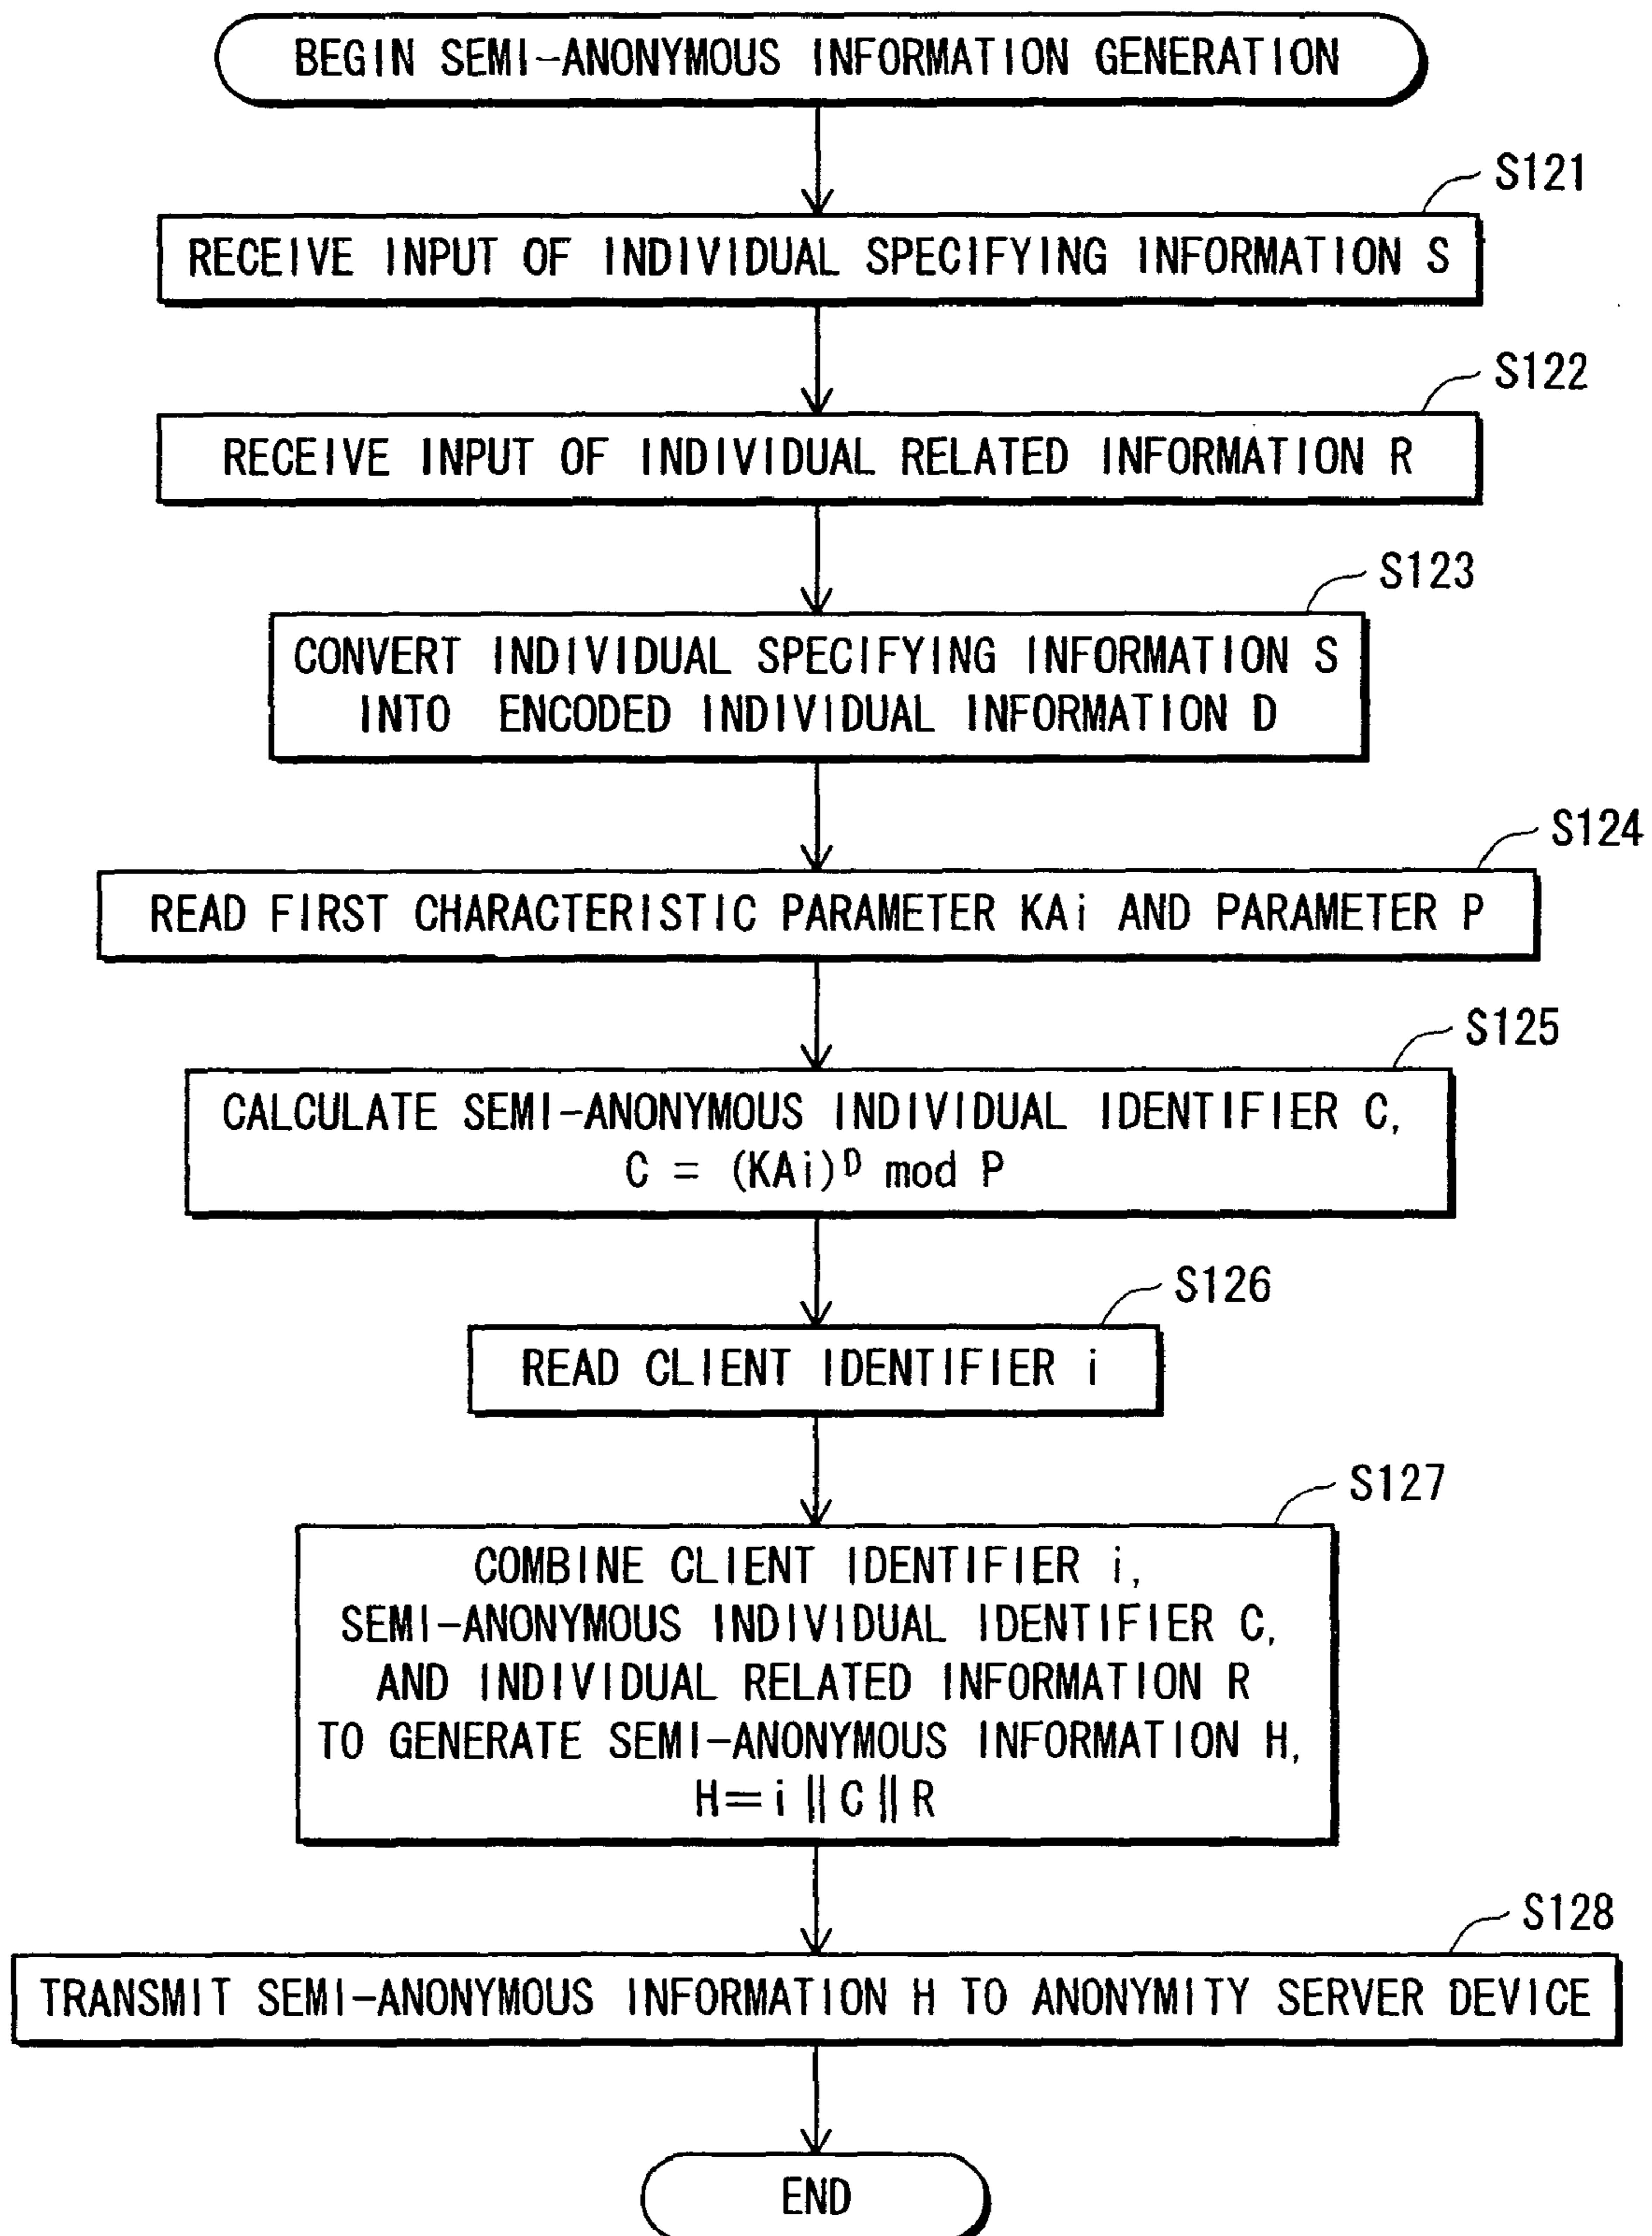 BEGIN SEMI-ANONYMOUS INFORMATION GENERATION
S121
RECEIVE INPUT OF INDIVIDUAL SPECIFYING INFORMATION S
S122
RECEIVE INPUT OF INDIVIDUAL RELATED INFORMATION R
S123
CONVERT INDIVIDUAL SPECIFYING INFORMATION S
INTO ENCODED INDIVIDUAL INFORMATION D
S124
READ FIRST CHARACTERISTIC PARAMETER KAi AND PARAMETER P
S125
CALCULATE SEMI-ANONYMOUS INDIVIDUAL IDENTIFIER C,
C = (KAi)ᴰ mod P
S126
READ CLIENT IDENTIFIER i
S127
COMBINE CLIENT IDENTIFIER i,
SEMI-ANONYMOUS INDIVIDUAL IDENTIFIER C,
AND INDIVIDUAL RELATED INFORMATION R
TO GENERATE SEMI-ANONYMOUS INFORMATION H,
H=i||C||R
S128
TRANSMIT SEMI-ANONYMOUS INFORMATION H TO ANONYMITY SERVER DEVICE
END